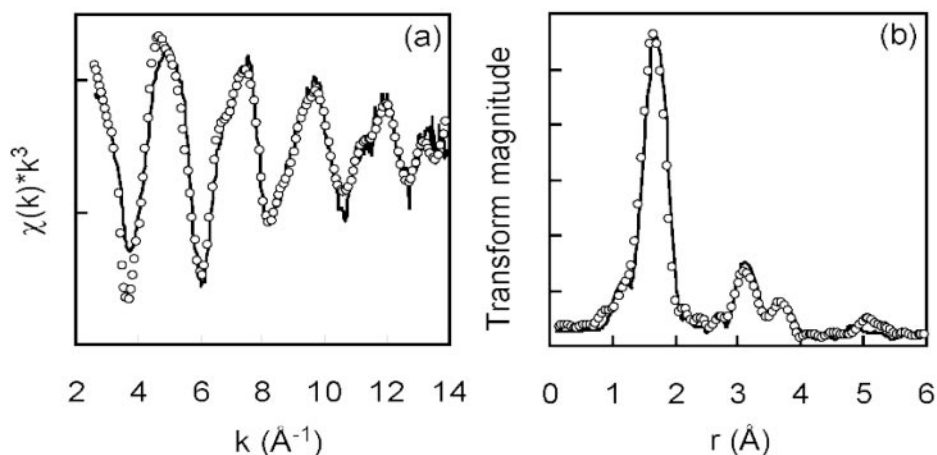 (a)
χ(k)*k³
2 4 6 8 10 12 14
k (Å⁻¹)
(b)
Transform magnitude
0 1 2 3 4 5 6
r (Å)